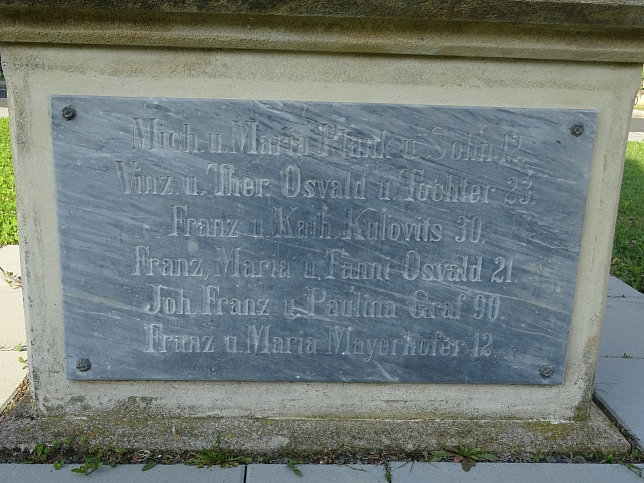 Mich. u. Maria Plank u. Sohn 12.
Vinz. u. Ther. Osvald u. Tochter 23.
Franz u. Kath. Kulovits 30.
Franz, Maria u. Fanni Osvald 21.
Joh. Franz u. Paulina Graf 90.
Franz u. Maria Mayerhofer 12.